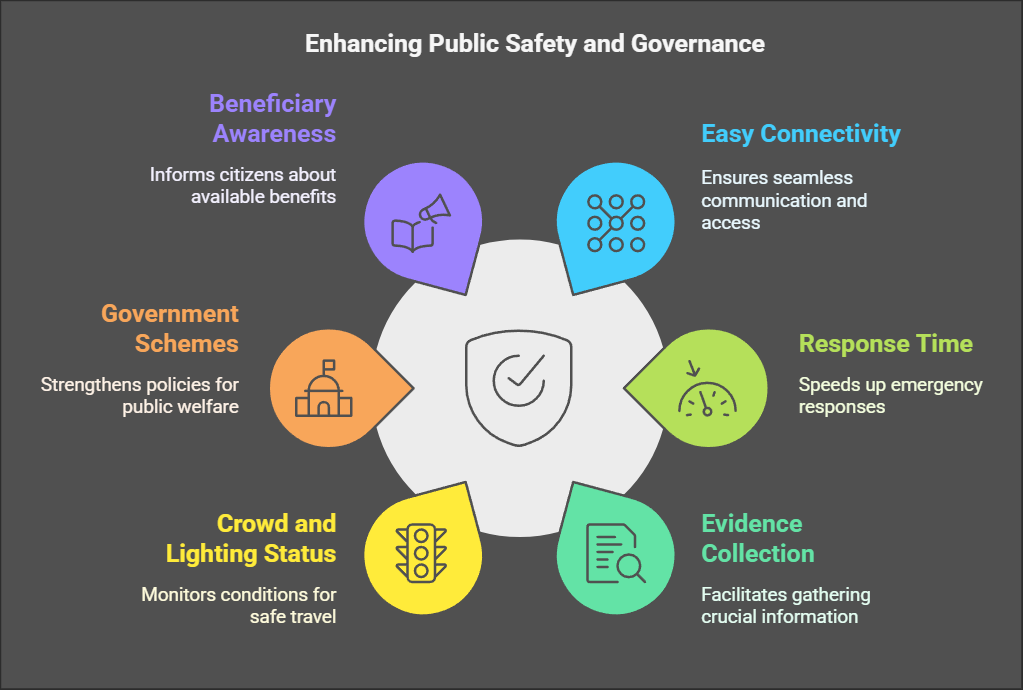 Enhancing Public Safety and Governance
Beneficiary
Awareness
Informs citizens about
available benefits
Easy Connectivity
Ensures seamless
communication and
access
Government
Schemes
Strengthens policies for
public welfare
Response Time
Speeds up emergency
responses
Crowd and
Lighting Status
Monitors conditions for
safe travel
Evidence
Collection
Facilitates gathering
crucial information